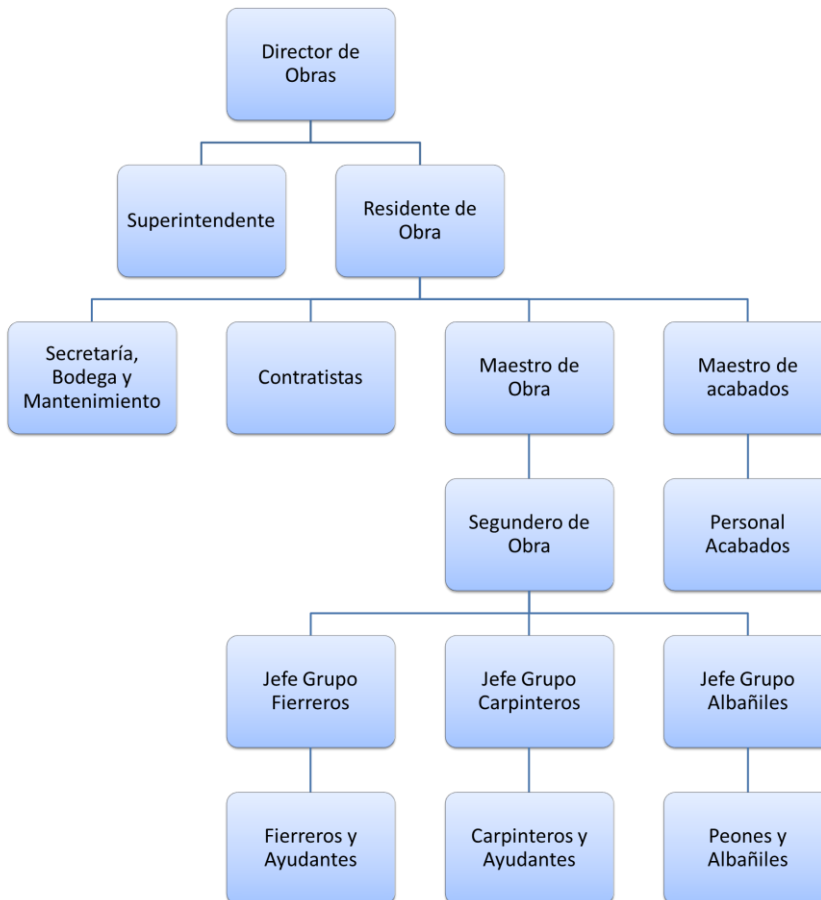 Director de
Obras
Superintendente
Residente de
Obra
Secretaría,
Bodega y
Mantenimiento
Contratistas
Maestro de
Obra
Maestro de
acabados
Segundero de
Obra
Personal
Acabados
Jefe Grupo
Fierreros
Jefe Grupo
Carpinteros
Jefe Grupo
Albañiles
Fierreros y
Ayudantes
Carpinteros y
Ayudantes
Peones y
Albañiles